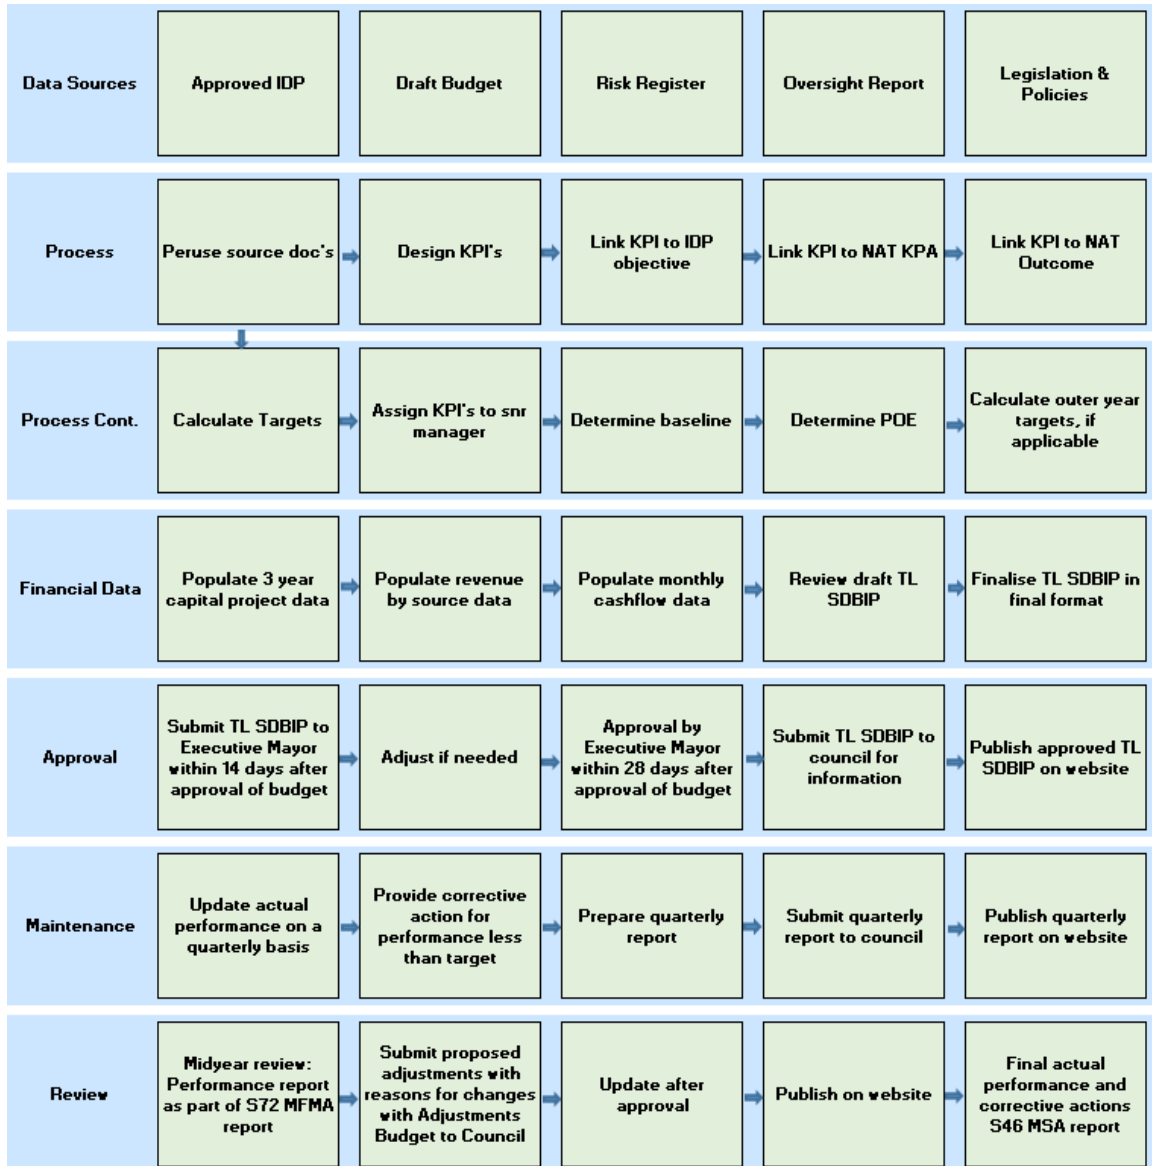 Data Sources
Approved IDP
Draft Budget
Risk Register
Oversight Report
Legislation &
Policies
Process
Peruse source doc's
Design KPI's
Link KPI to IDP
objective
Link KPI to NAT KPA
Link KPI to NAT
Outcome
Process Cont.
Calculate Targets
Assign KPI's to snr
manager
Determine baseline
Determine POE
Calculate outer year
targets, if
applicable
Financial Data
Populate 3 year
capital project data
Populate revenue
by source data
Populate monthly
cashflow data
Review draft TL
SDBIP
Finalise TL SDBIP in
final format
Approval
Submit TL SDBIP to
Executive Mayor
within 14 days after
approval of budget
Adjust if needed
Approval by
Executive Mayor
within 28 days after
approval of budget
Submit TL SDBIP to
council for
information
Publish approved TL
SDBIP on website
Maintenance
Update actual
performance on a
quarterly basis
Provide corrective
action for
performance less
than target
Prepare quarterly
report
Submit quarterly
report to council
Publish quarterly
report on website
Review
Midyear review:
Performance report
as part of S72 MFMA
report
Submit proposed
adjustments with
reasons for changes
with Adjustments
Budget to Council
Update after
approval
Publish on website
Final actual
performance and
corrective actions
S46 MSA report